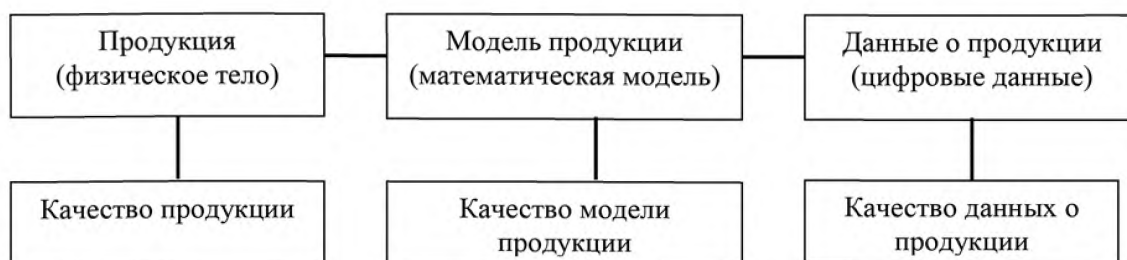 Продукция
(физическое тело)
Модель продукции
(математическая модель)
Данные о продукции
(цифровые данные)
Качество продукции
Качество модели
продукции
Качество данных о
продукции